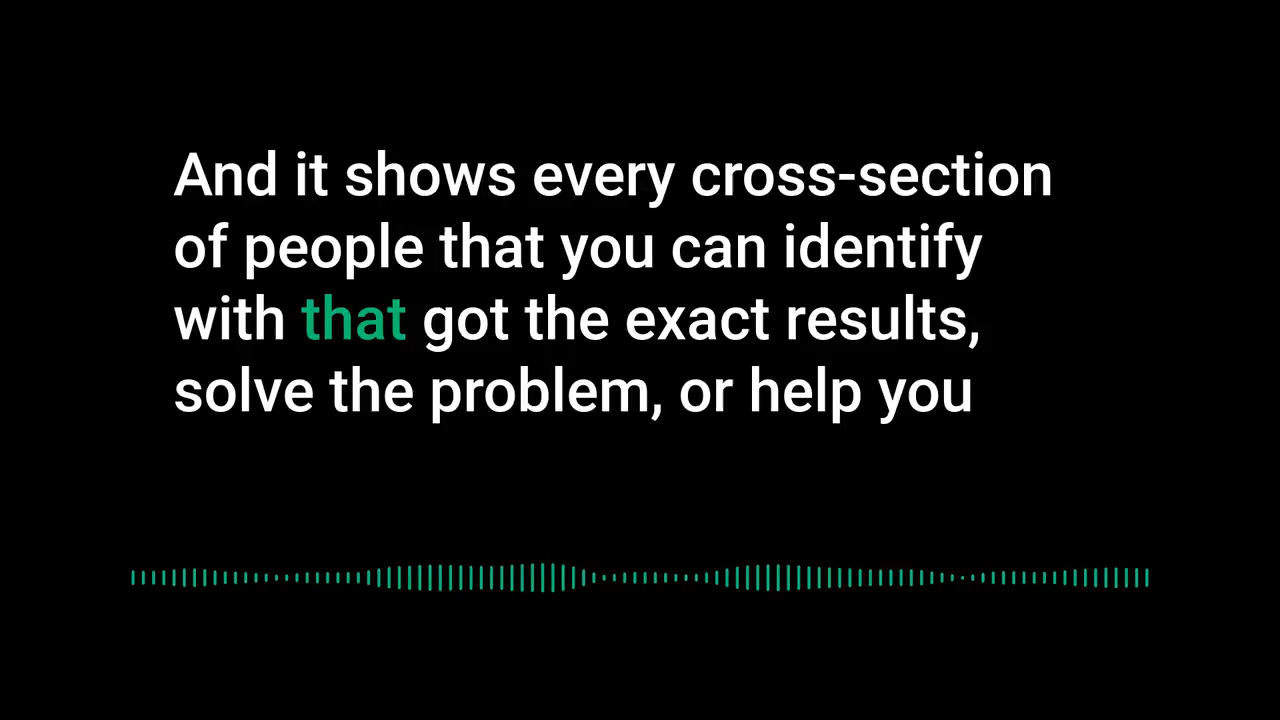 And it shows every cross-section
of people that you can identify
with that got the exact results,
solve the problem, or help you